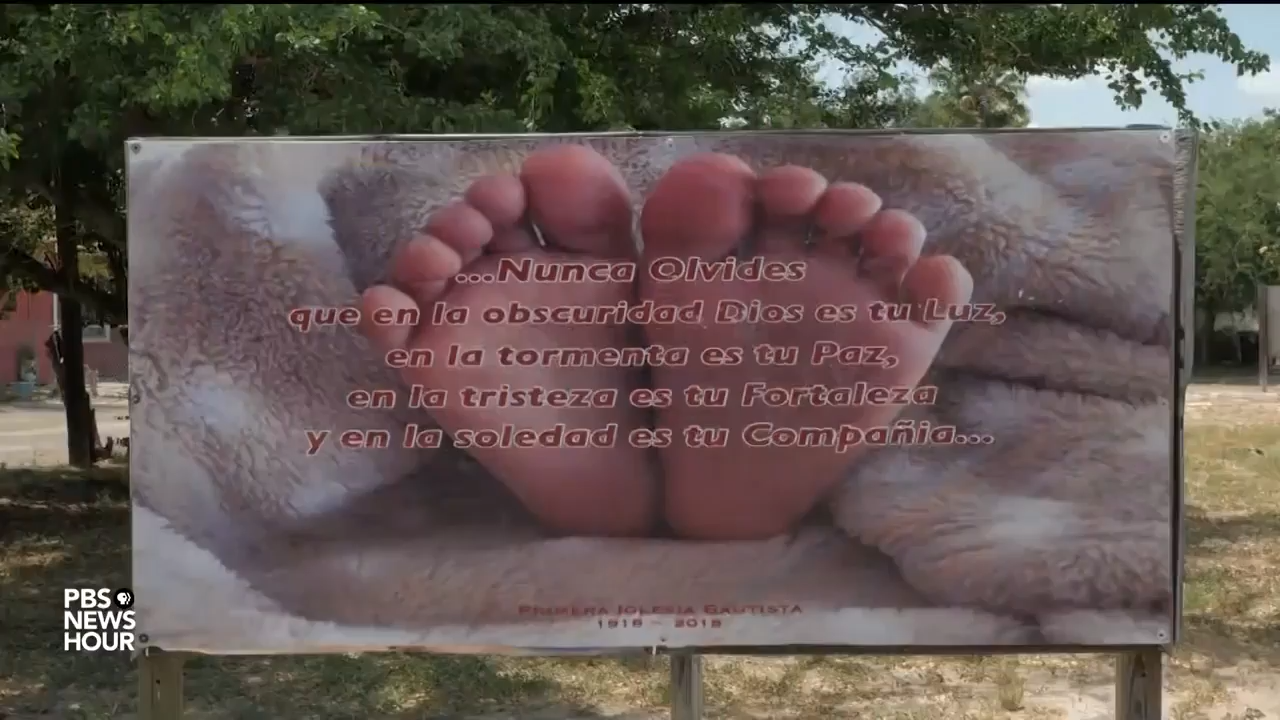 ...Nunca Olvides
que en la obscuridad Dios es tu Luz,
en la tormenta es tu Paz,
en la tristeza es tu Fortaleza
y en la soledad es tu Compañia...
PRIMERA IGLESIA BAUTISTA
1918 - 2018
PBS
NEWS
HOUR